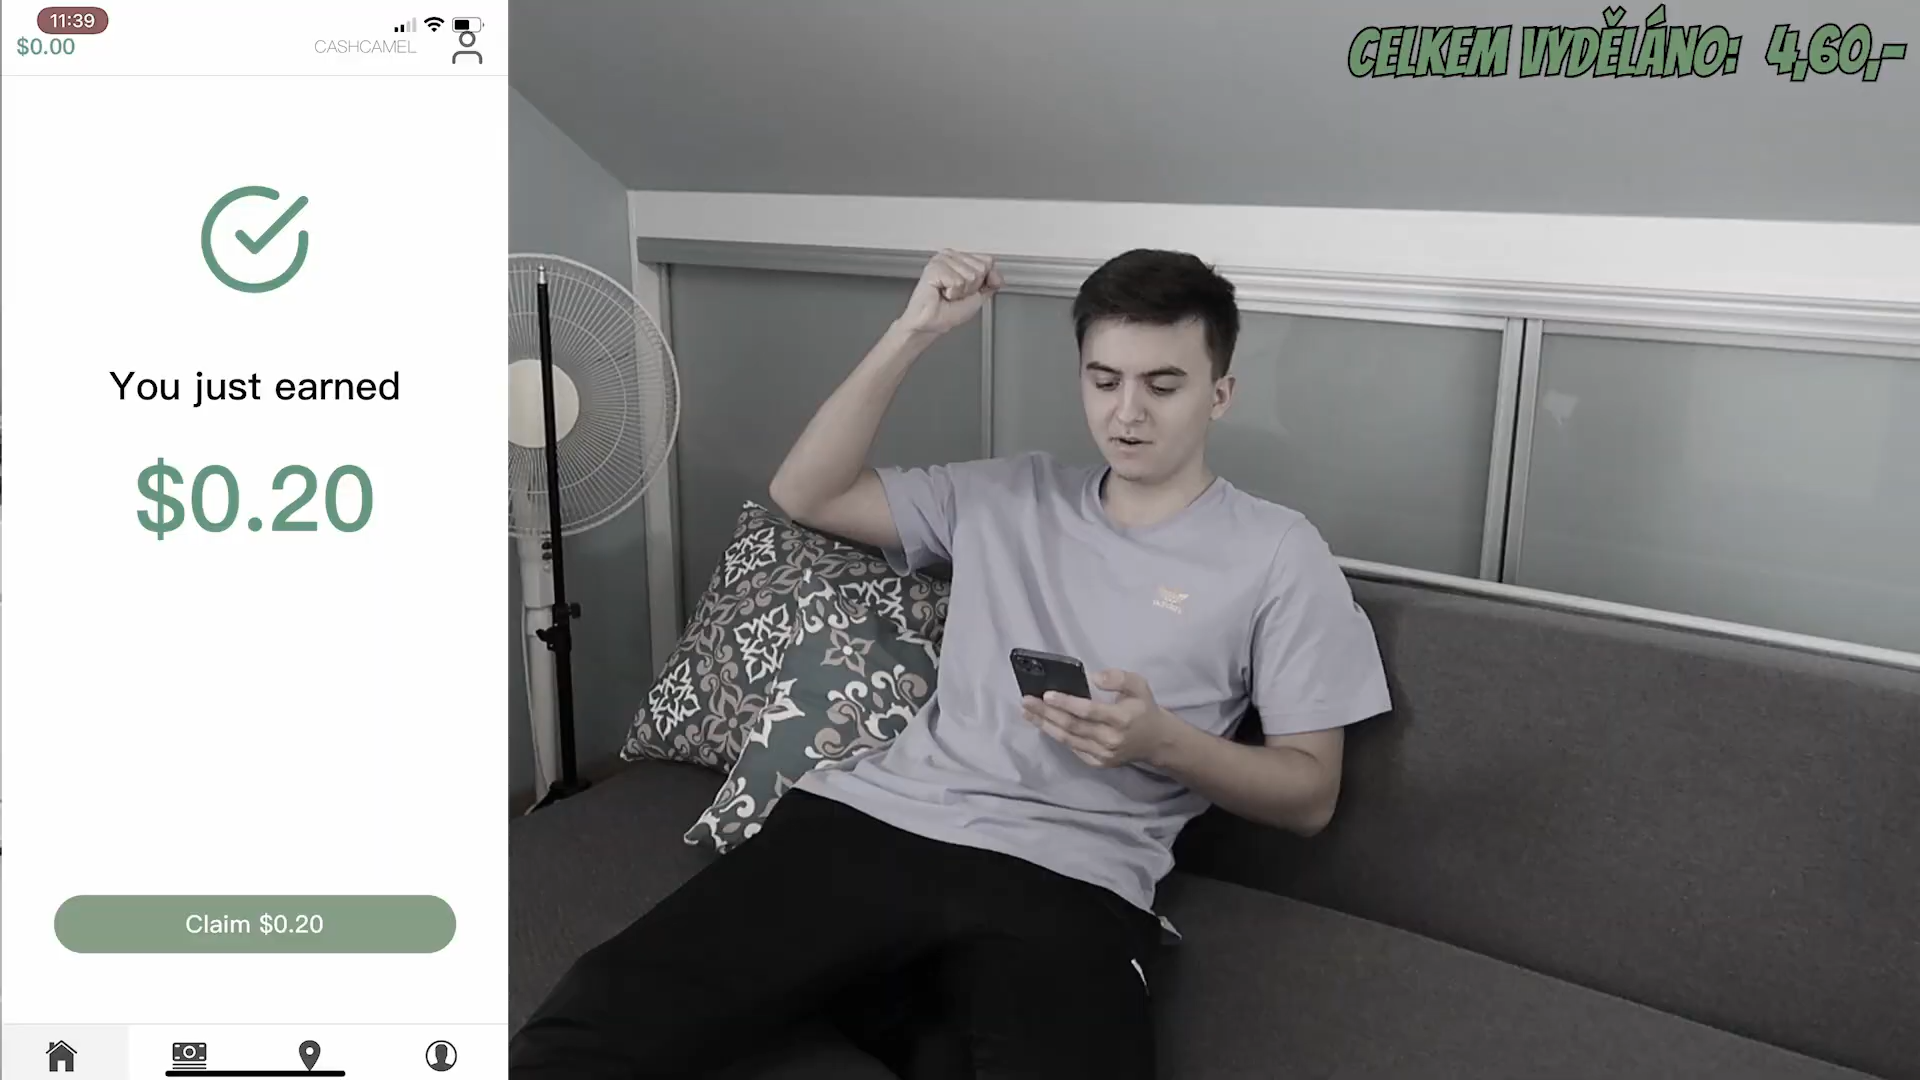 11:39
$0.00
CASHCAMEL
CELKEM VYDĚLÁNO: 4,60,-
You just earned
$0.20
Claim $0.20